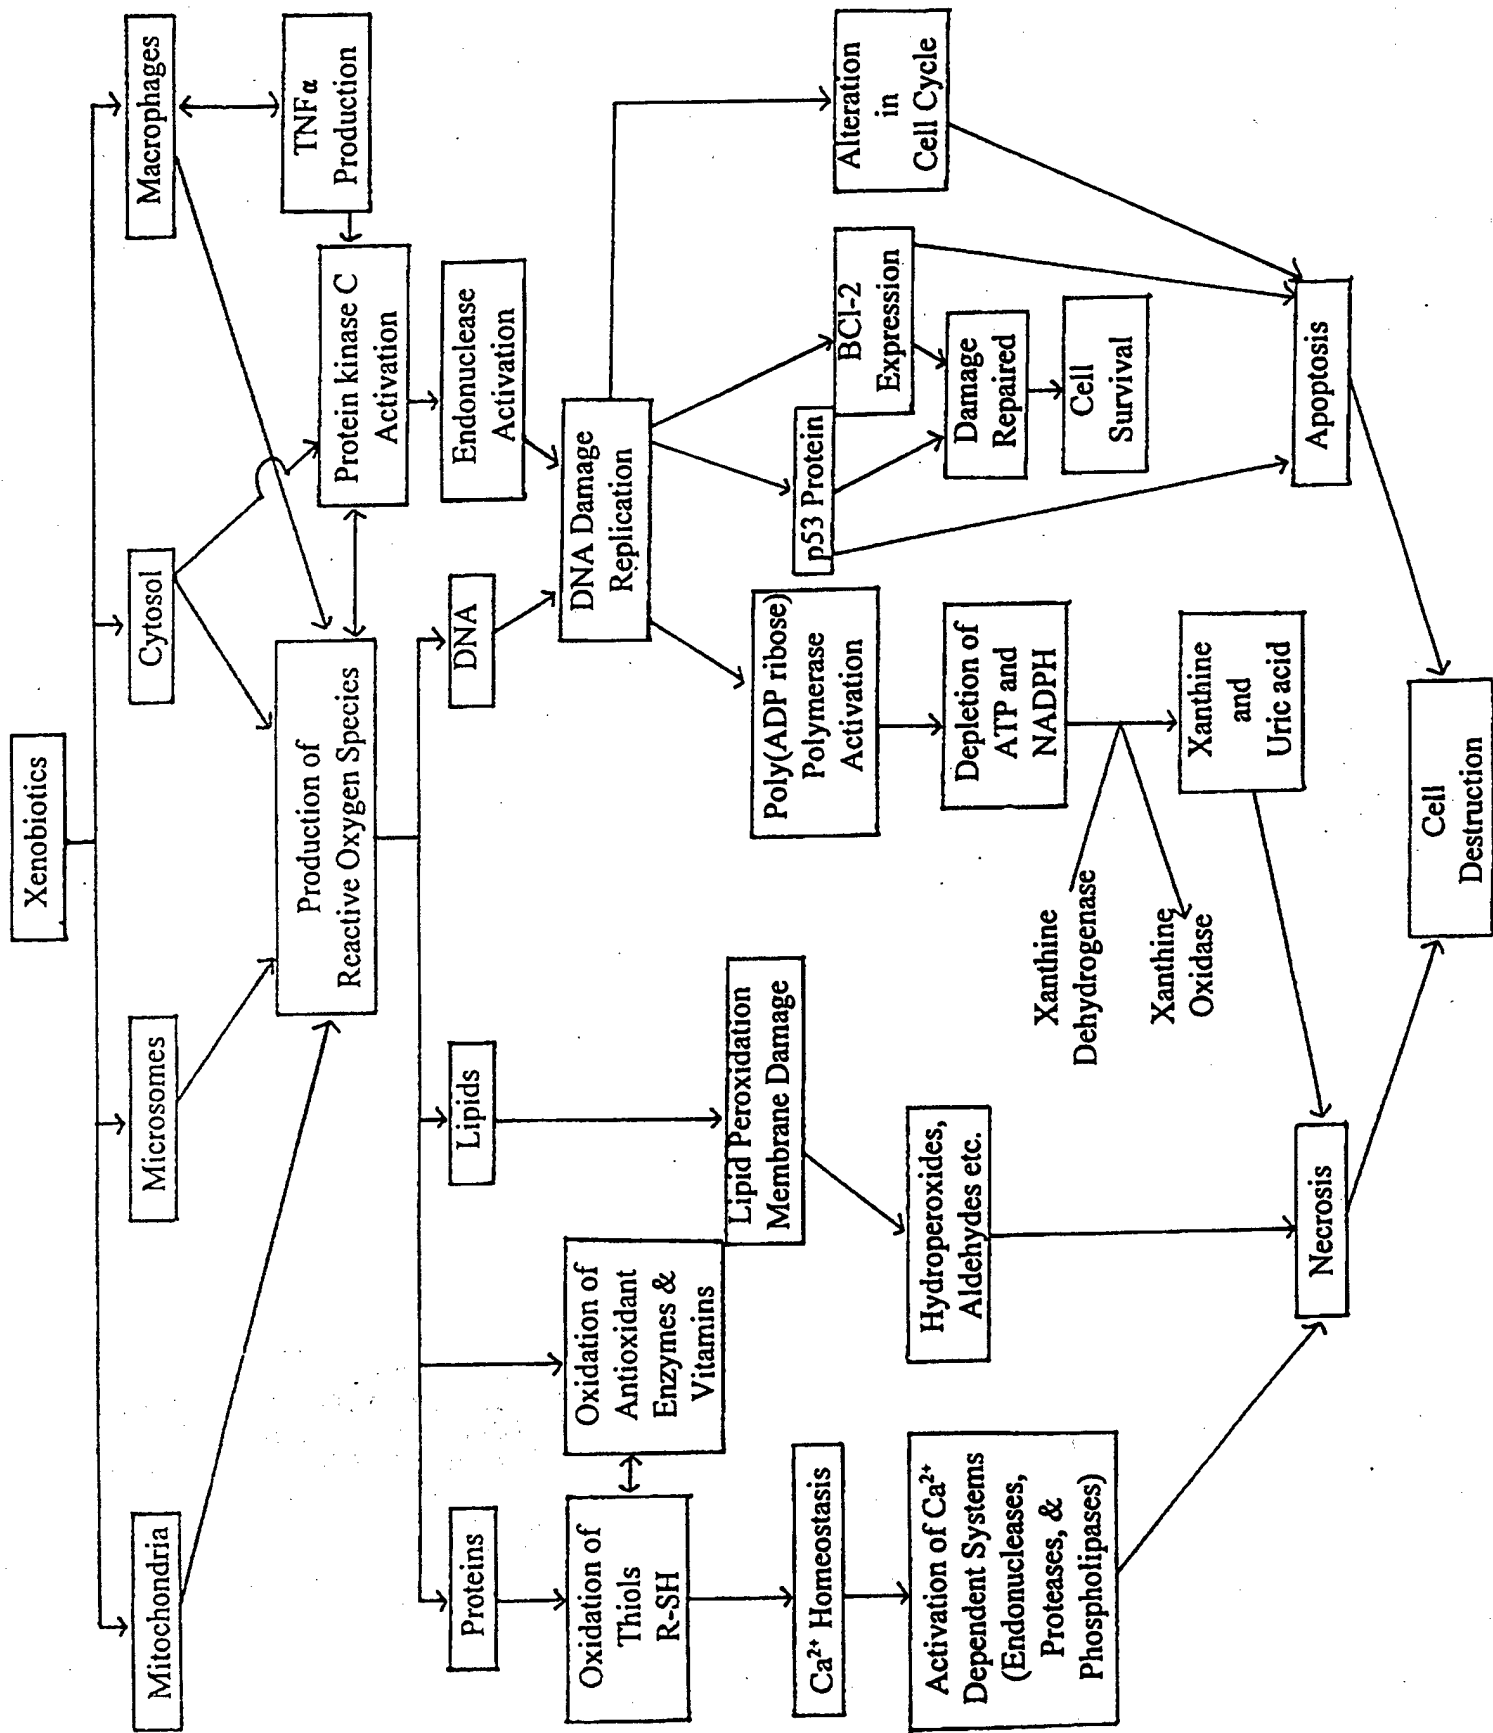 Xenobiotics
Mitochondria
Microsomes
Cytosol
Macrophages
Production of
Reactive Oxygen Species
TNFα
Production
Protein kinase C
Activation
Endonuclease
Activation
Proteins
Lipids
DNA
Oxidation of
Thiols
R-SH
Oxidation of
Antioxidant
Enzymes &
Vitamins
DNA Damage
Replication
Lipid Peroxidation
Membrane Damage
Poly(ADP ribose)
Polymerase
Activation
p53 Protein
BCl-2
Expression
Alteration
in
Cell Cycle
Ca²⁺ Homeostasis
Activation of Ca²⁺
Dependent Systems
(Endonucleases,
Proteases, &
Phospholipases)
Hydroperoxides,
Aldehydes etc.
Depletion of
ATP and
NADPH
Damage
Repaired
Cell
Survival
Xanthine
Dehydrogenase
Xanthine
Oxidase
Xanthine
and
Uric acid
Necrosis
Apoptosis
Cell
Destruction